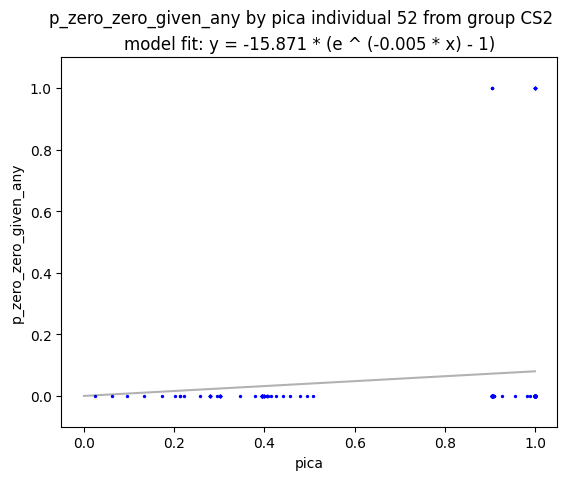 p_zero_zero_given_any by pica individual 52 from group CS2
model fit: y = -15.871 * (e ^ (-0.005 * x) - 1)
1.0
0.8
0.6
0.4
0.2
0.0
p_zero_zero_given_any
0.0 0.2 0.4 0.6 0.8 1.0
pica